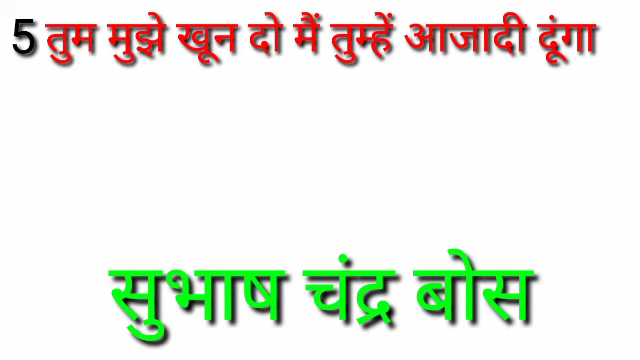 5 तुम मुझे खून दो मैं तुम्हें आजादी दूंगा
सुभाष चंद्र बोस